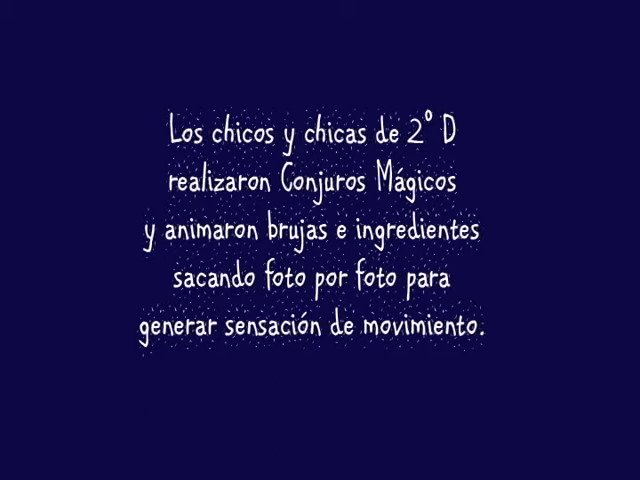 Los chicos y chicas de 2° D
realizaron Conjuros Mágicos
y animaron brujas e ingredientes
sacando foto por foto para
generar sensación de movimiento.